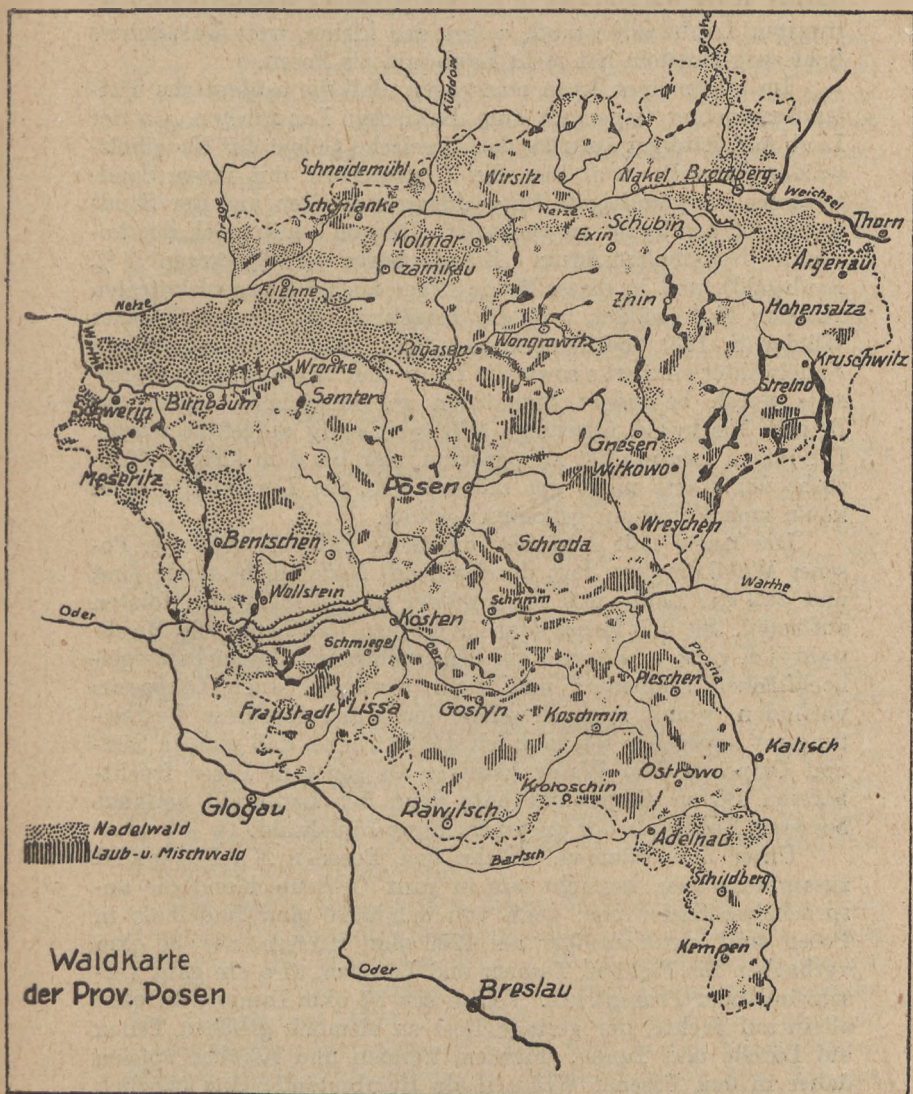 Brahe
Küddow
Schneidemühl
Wirsitz
Nakel
Bromberg
Weichsel
Thorn
Drage
Schönlanke
Netze
Kolmar
Exin
Schubin
Czarnikau
Argenau
Filehne
Znin
Hohensalza
Netze
Warthe
Rogasen
Wongrowitz
Kruschwitz
Wronke
Strelno
Schwerin
Birnbaum
Samter
Gnesen
Witkowo
Meseritz
Posen
Wreschen
Bentschen
Schroda
Wollstein
Warthe
Schrimm
Oder
Kosten
Schmiegel
Obra
Prosna
Pleschen
Fraustadt
Lissa
Gostyn
Koschmin
Kalisch
Ostrowo
Krotoschin
Glogau
Rawitsch
Adelnau
Bartsch
Nadelwald
Laub-u. Mischwald
Schildberg
Kempen
Waldkarte
der Prov. Posen
Oder
Breslau